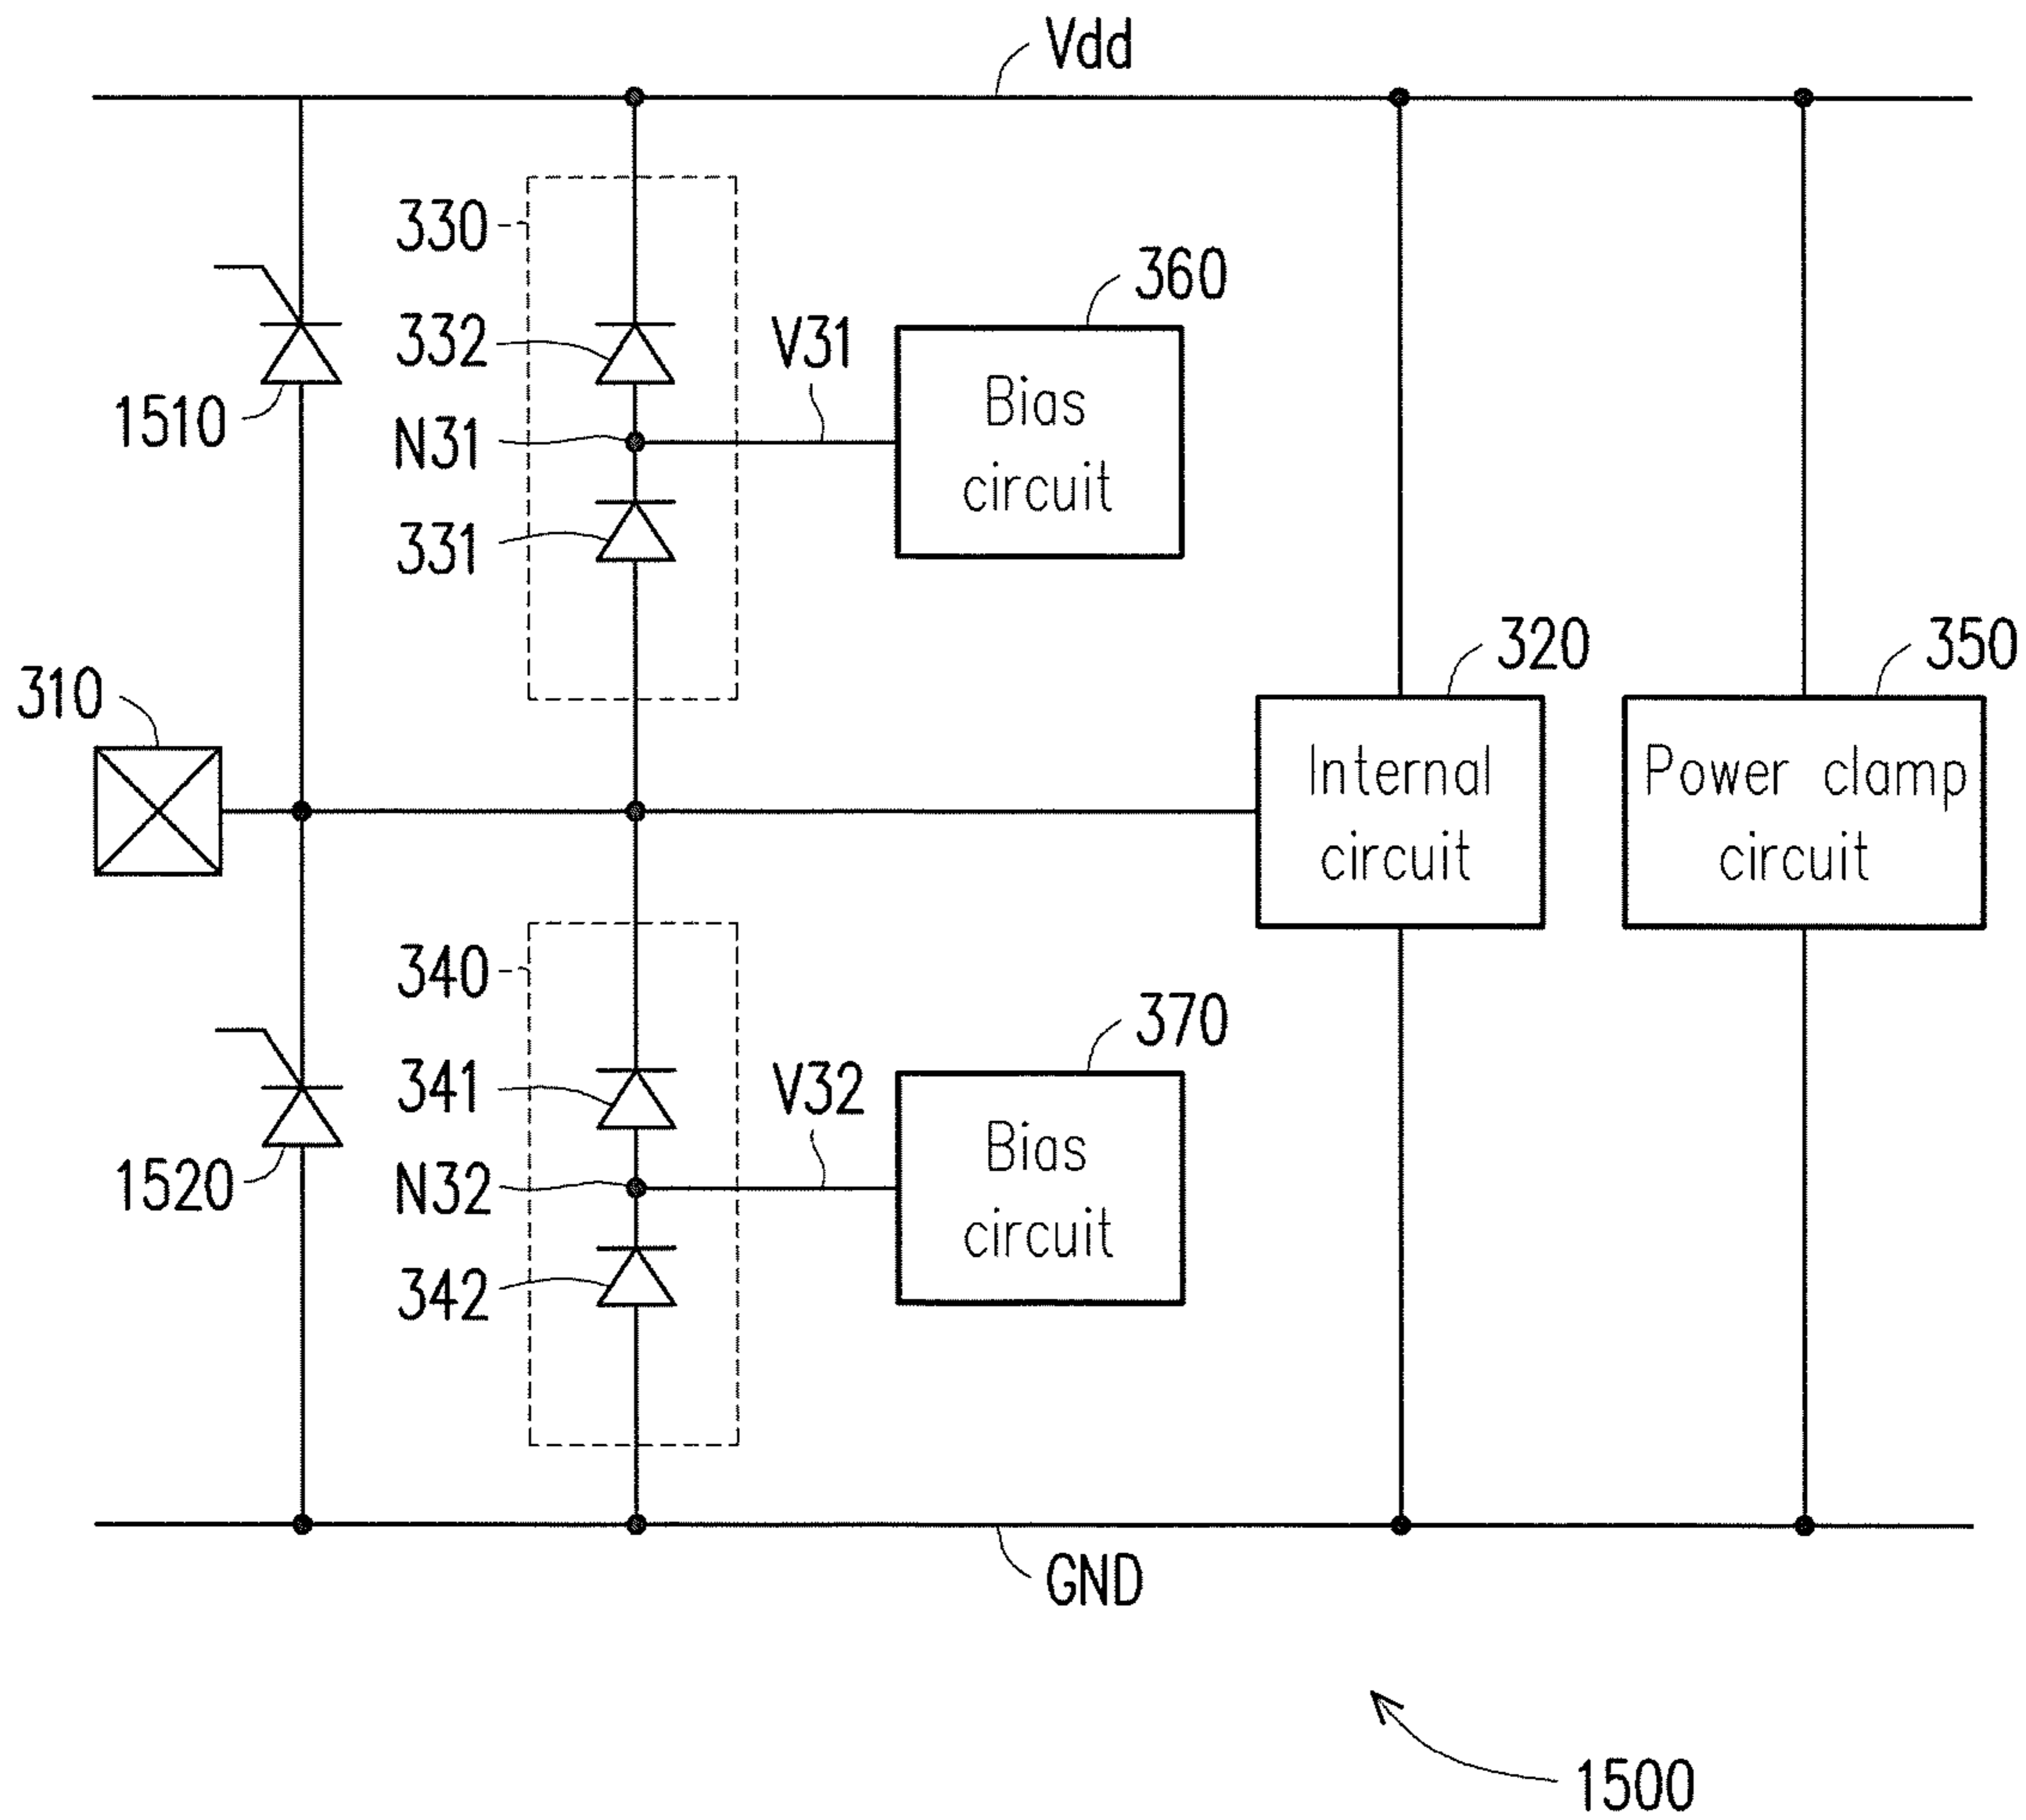 Vdd
330
360
332
V31
1510
N31
Bias
circuit
331
310
320
350
Internal
circuit
Power clamp
circuit
340
370
341
V32
1520
N32
Bias
circuit
342
GND
1500